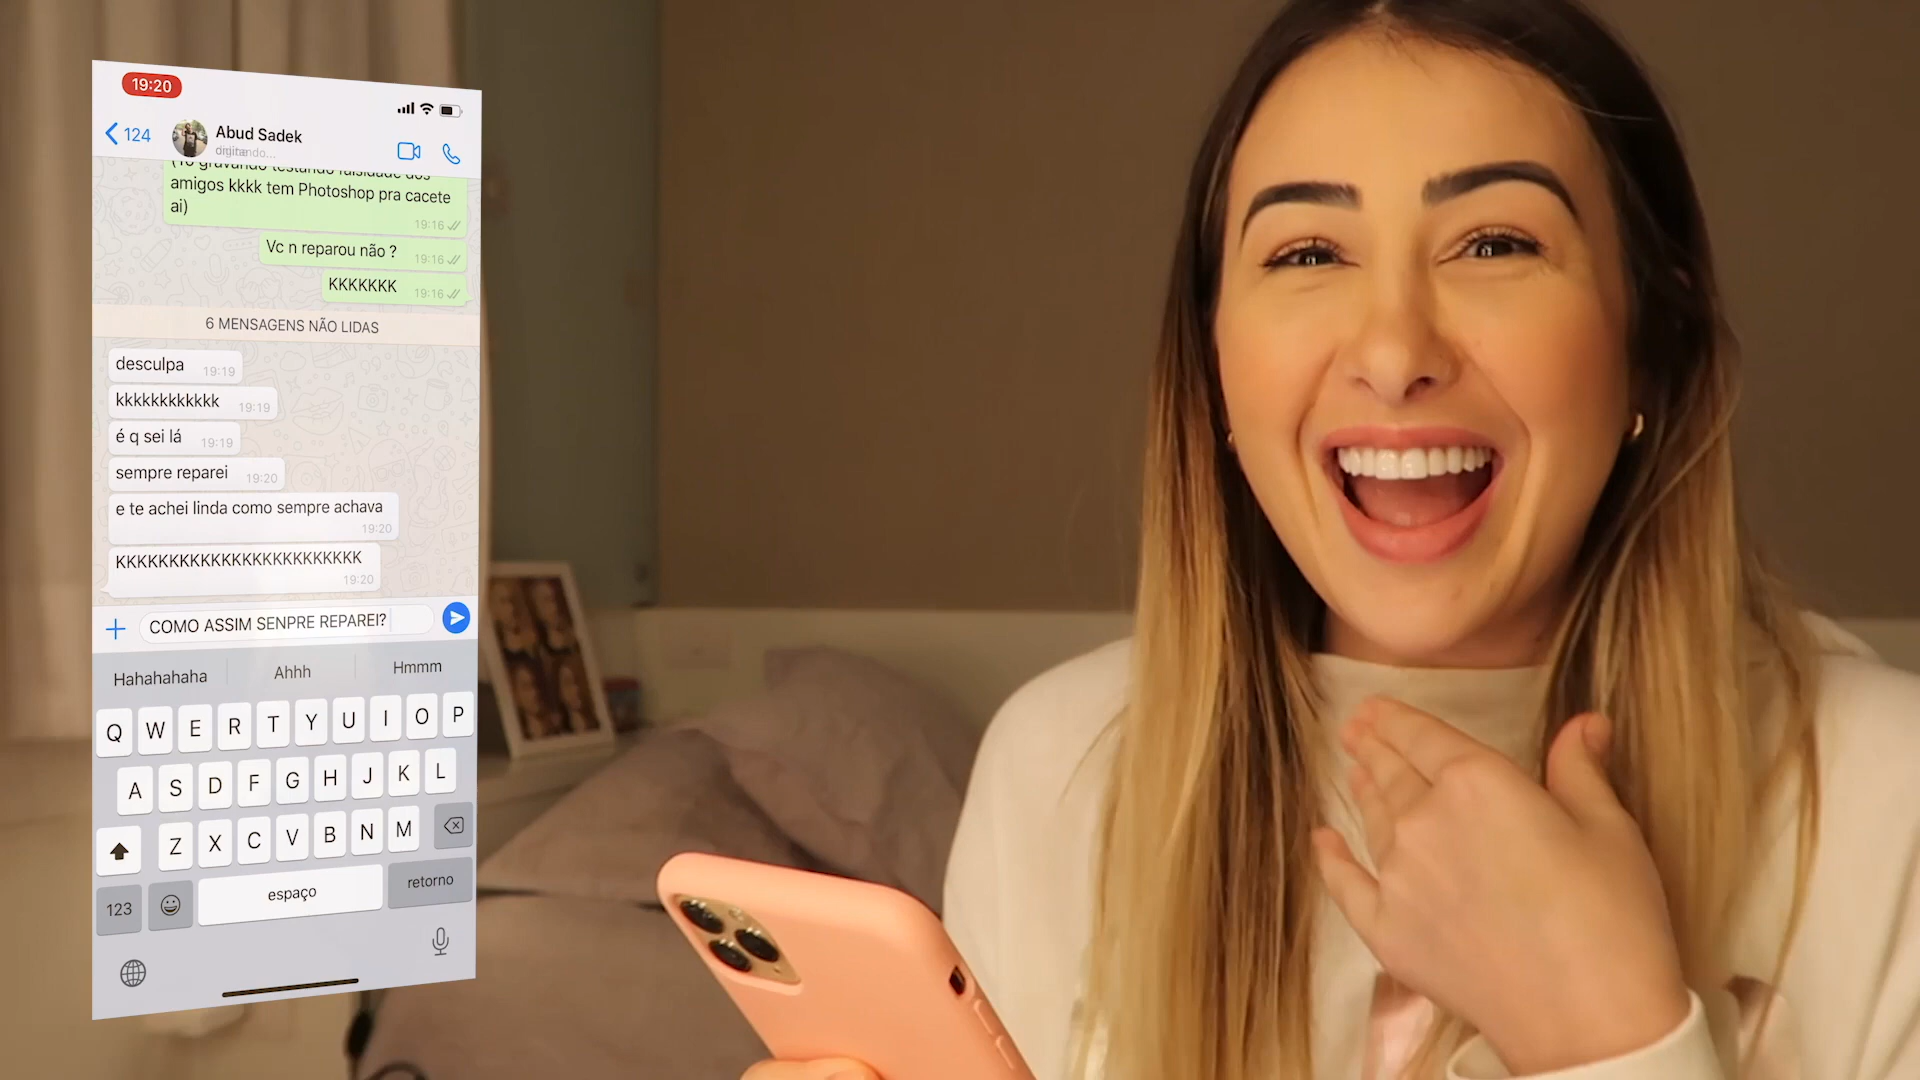 19:20
124
Abud Sadek
amigos kkkk tem Photoshop pra cacete
ai)
19:16
Vc n reparou não ?
19:16
KKKKKKK
19:16
6 MENSAGENS NÃO LIDAS
desculpa
19:19
kkkkkkkkkkkk
19:19
é q sei lá
19:19
sempre reparei
19:20
e te achei linda como sempre achava
19:20
KKKKKKKKKKKKKKKKKKKKKKK
19:20
COMO ASSIM SENPRE REPAREI?
Hahahahaha Ahhh Hmmm
Q W E R T Y U I O P
A S D F G H J K L
Z X C V B N M
123 espaço retorno